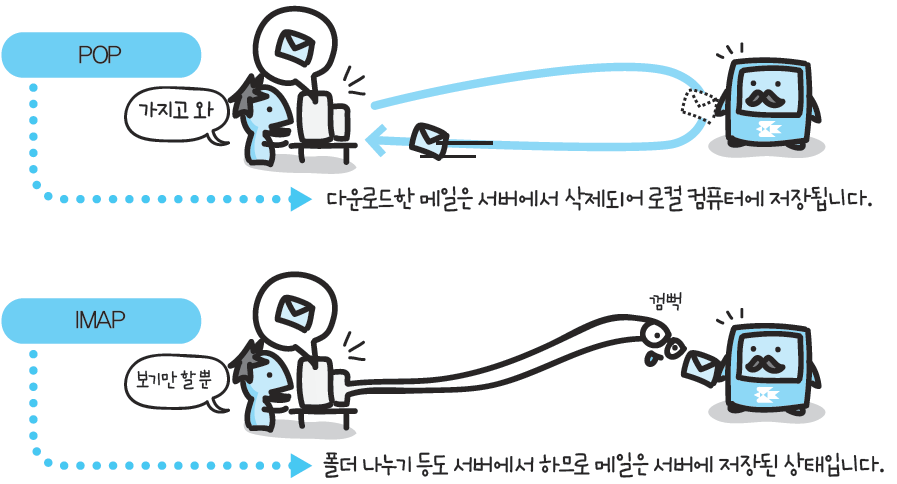 POP
가지고 와
다운로드한 메일은 서버에서 삭제되어 로컬 컴퓨터에 저장됩니다.
껌뻑
IMAP
보기만 할 뿐
폴더 나누기 등도 서버에서 하므로 메일은 서버에 저장된 상태입니다.